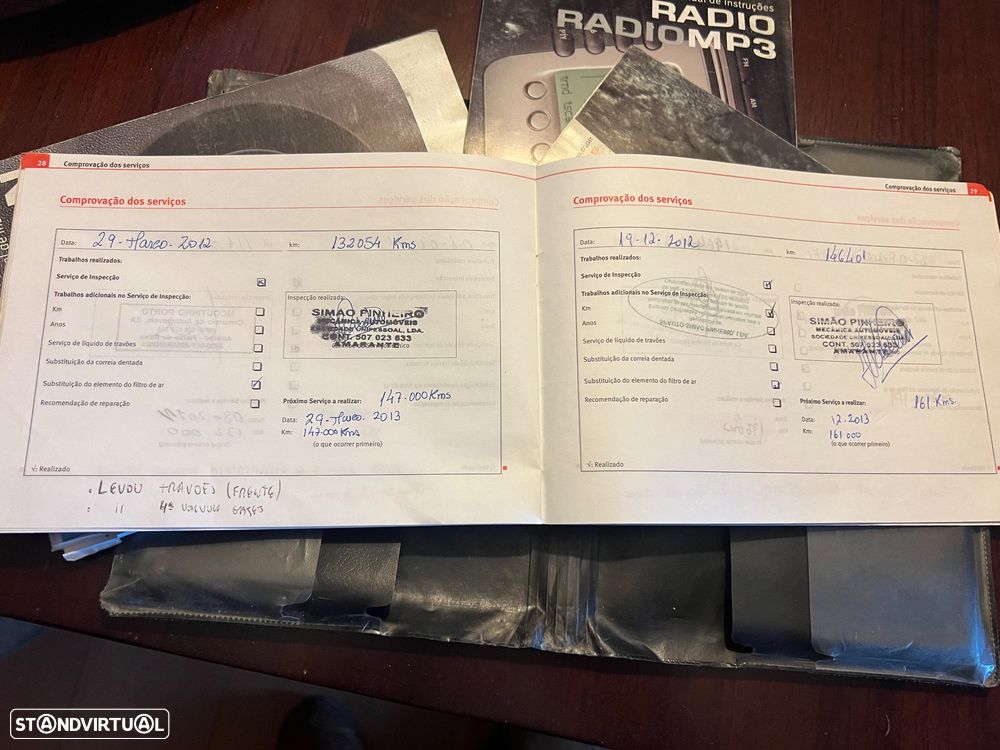 Manual de instruções
RADIO
RADIOMP3
FM
AM
28 Comprovação dos serviços
Comprovação dos serviços
Data: 29-Março-2012 km: 132054 Kms
Trabalhos realizados:
Serviço de Inspecção
Trabalhos adicionais no Serviço de Inspecção:
Km
Anos
Serviço de líquido de travões
Substituição da correia dentada
Substituição do elemento do filtro de ar
Recomendação de reparação
Inspecção realizada:
SIMÃO PINHEIRO
MECÂNICA AUTOMÓVEIS
SOCIEDADE UNIPESSOAL, LDA.
CONT. 507 023 633
AMARANTE
Próximo Serviço a realizar: 147.000Kms
Data: 29-Março. 2013
Km: 147.000Kms
(o que ocorrer primeiro)
√: Realizado
. LEVOU TRAVÕES (FRENTE)
. 11
Comprovação dos serviços 29
Comprovação dos serviços
Data: 19-12-2012 km: 146401
Trabalhos realizados:
Serviço de Inspecção
Trabalhos adicionais no Serviço de Inspecção:
Km
Anos
Serviço de líquido de travões
Substituição da correia dentada
Substituição do elemento do filtro de ar
Recomendação de reparação
Inspecção realizada:
SIMÃO PINHEIRO
MECÂNICA AUTOMÓVEIS
SOCIEDADE UNIPESSOAL, LDA.
CONT. 507 023 633
AMARANTE
Próximo Serviço a realizar: 161 Kms.
Data: 12.2013
Km: 161 000
(o que ocorrer primeiro)
√: Realizado
STANDVIRTUAL